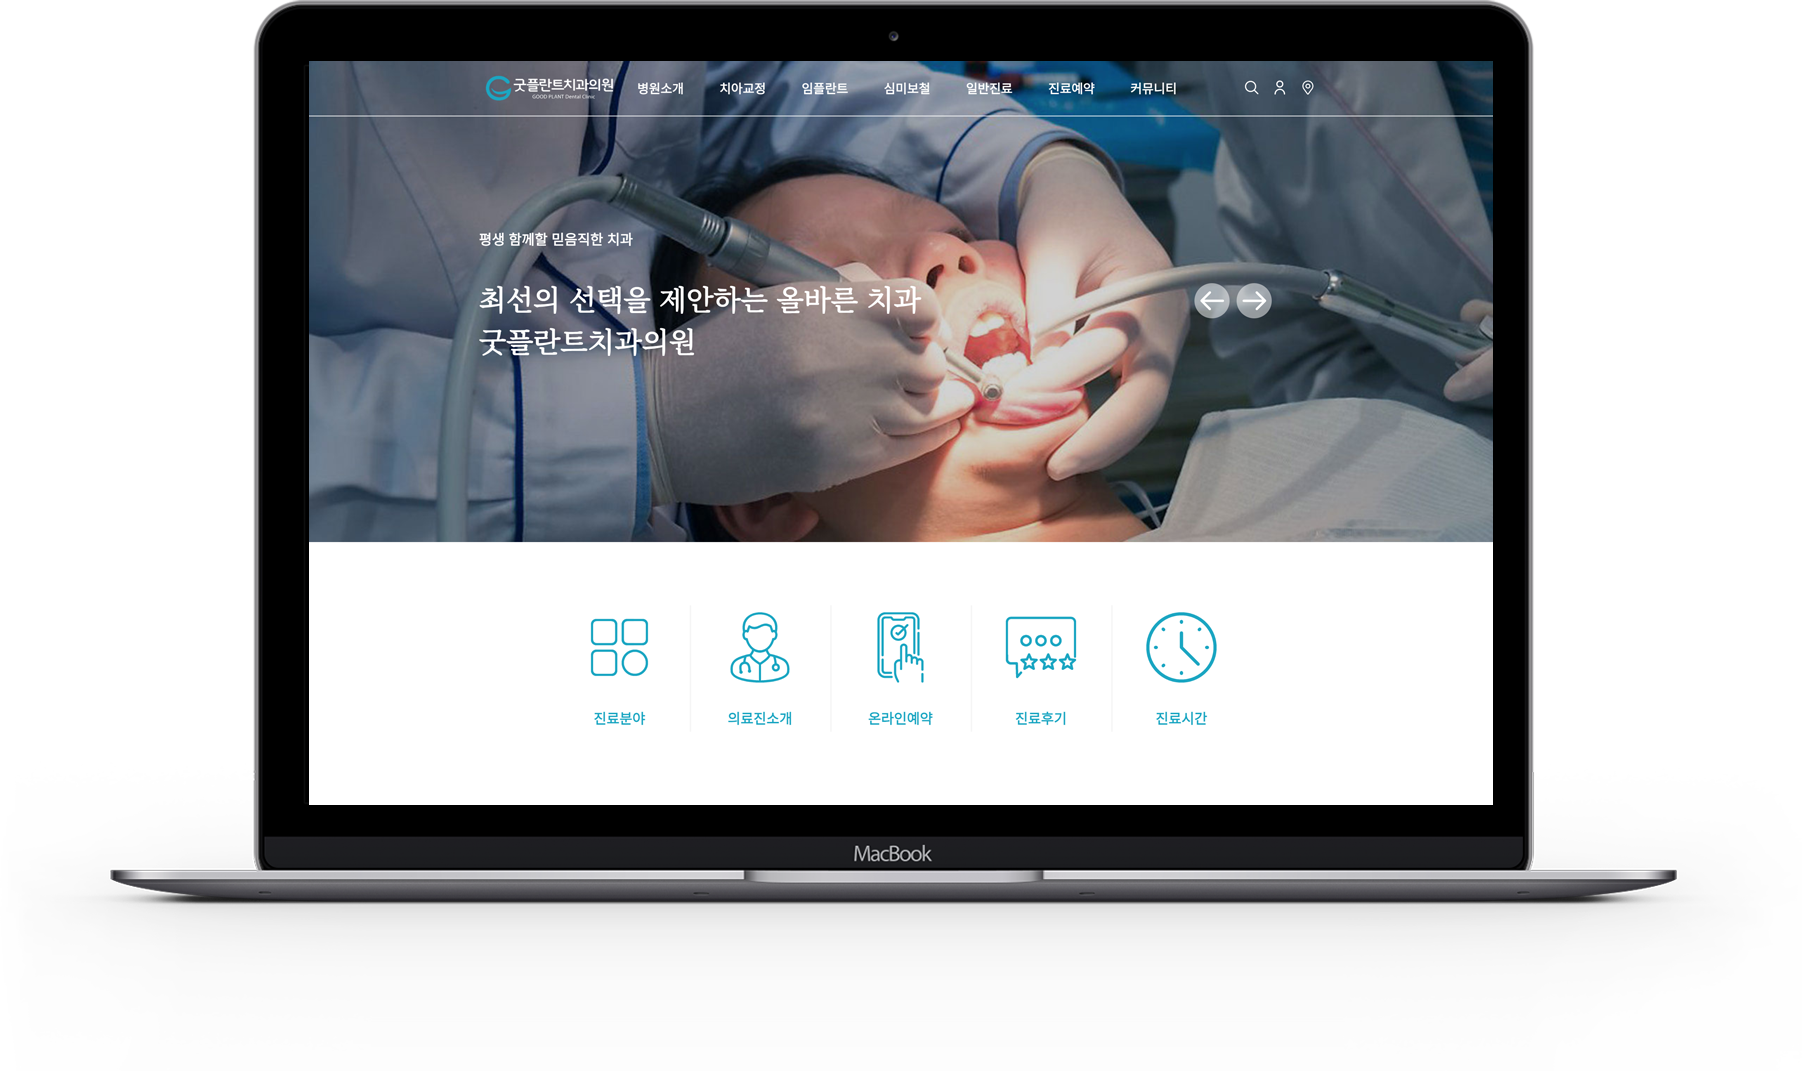 굿플란트치과의원
GOOD PLANT Dental Clinic
병원소개 치아교정 임플란트 심미보철 일반진료 진료예약 커뮤니티
평생 함께할 믿음직한 치과
최선의 선택을 제안하는 올바른 치과
굿플란트치과의원
진료분야 의료진소개 온라인예약 진료후기 진료시간
MacBook